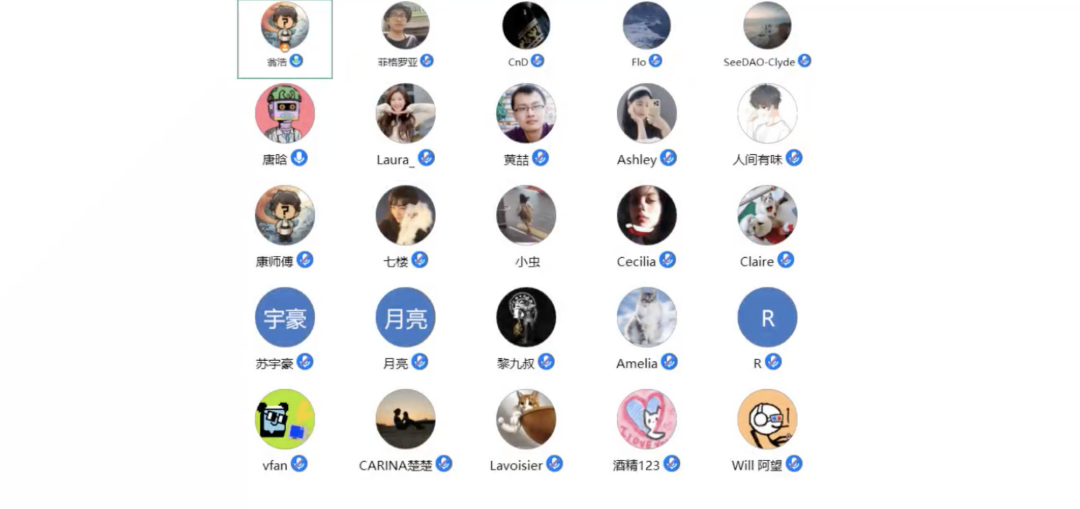 翁浩
菲格罗亚
CnD
Flo
SeeDAO-Clyde
唐晗
Laura_
黄喆
Ashley
人间有味
康师傅
七楼
小虫
Cecilia
Claire
宇豪
月亮
R
苏宇豪
月亮
黎九叔
Amelia
R
vfan
CARINA楚楚
Lavoisier
酒精123
Will 阿望